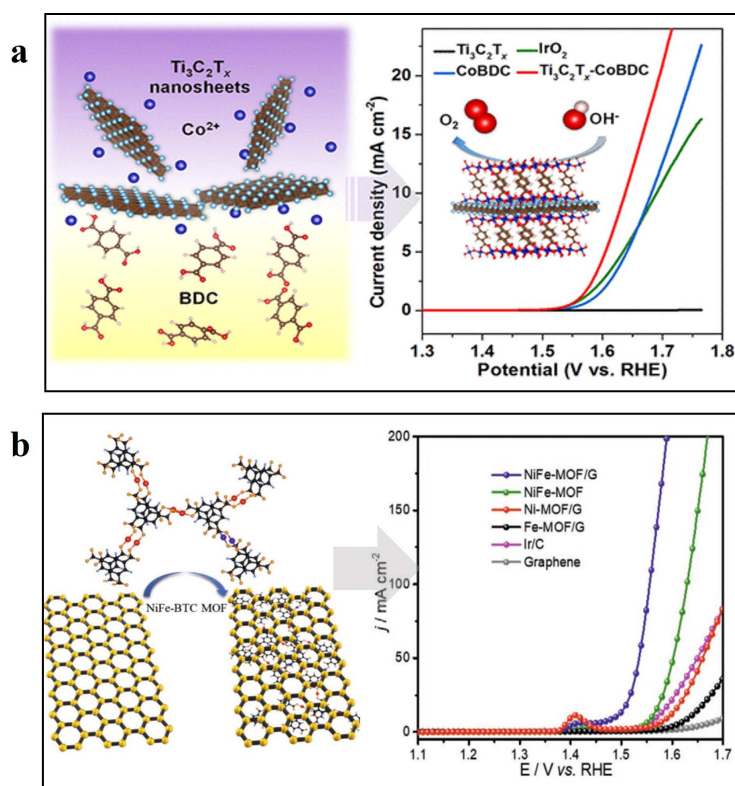 a
Ti₃C₂Tₓ
nanosheets
Co²⁺
BDC
Ti₃C₂Tₓ IrO₂
CoBDC Ti₃C₂Tₓ-CoBDC
O₂ OH⁻
Current density (mA cm⁻²)
20
15
10
5
0
1.3 1.4 1.5 1.6 1.7 1.8
Potential (V vs. RHE)
b
NiFe-BTC MOF
NiFe-MOF/G
NiFe-MOF
Ni-MOF/G
Fe-MOF/G
Ir/C
Graphene
j / mA cm⁻²
200
150
100
50
0
1.1 1.2 1.3 1.4 1.5 1.6 1.7
E / V vs. RHE